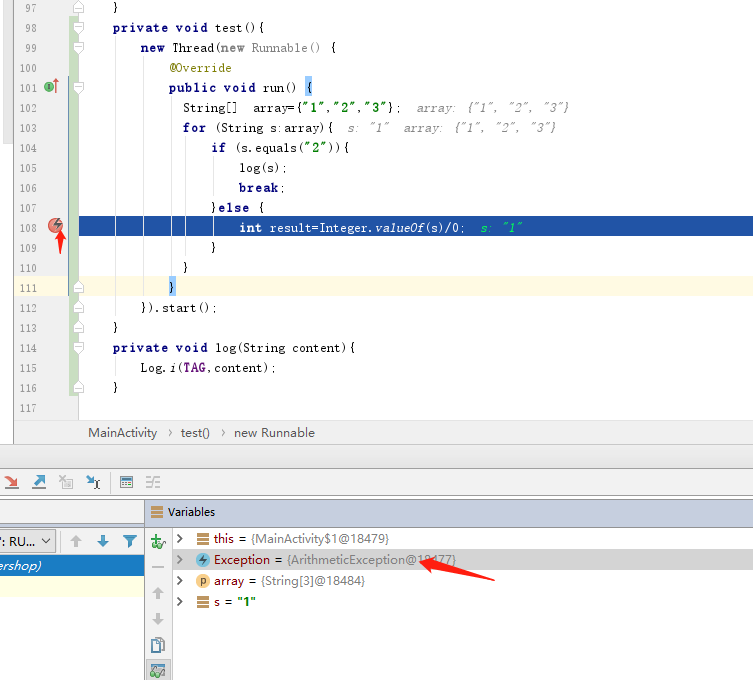 97 }
98 private void test(){
99 new Thread(new Runnable() {
100 @Override
101 public void run() {
102 String[] array={"1","2","3"}; array: {"1", "2", "3"}
103 for (String s:array){ s: "1" array: {"1", "2", "3"}
104 if (s.equals("2")){
105 log(s);
106 break;
107 }else {
108 int result=Integer.valueOf(s)/0; s: "1"
109 }
110 }
111 }
112 }).start();
113 }
114 private void log(String content){
115 Log.i(TAG,content);
116 }
117
MainActivity › test() › new Runnable
Variables
": RU...
ershop)
this = {MainActivity$1@18479}
Exception = {ArithmeticException@18477}
array = {String[3]@18484}
s = "1"